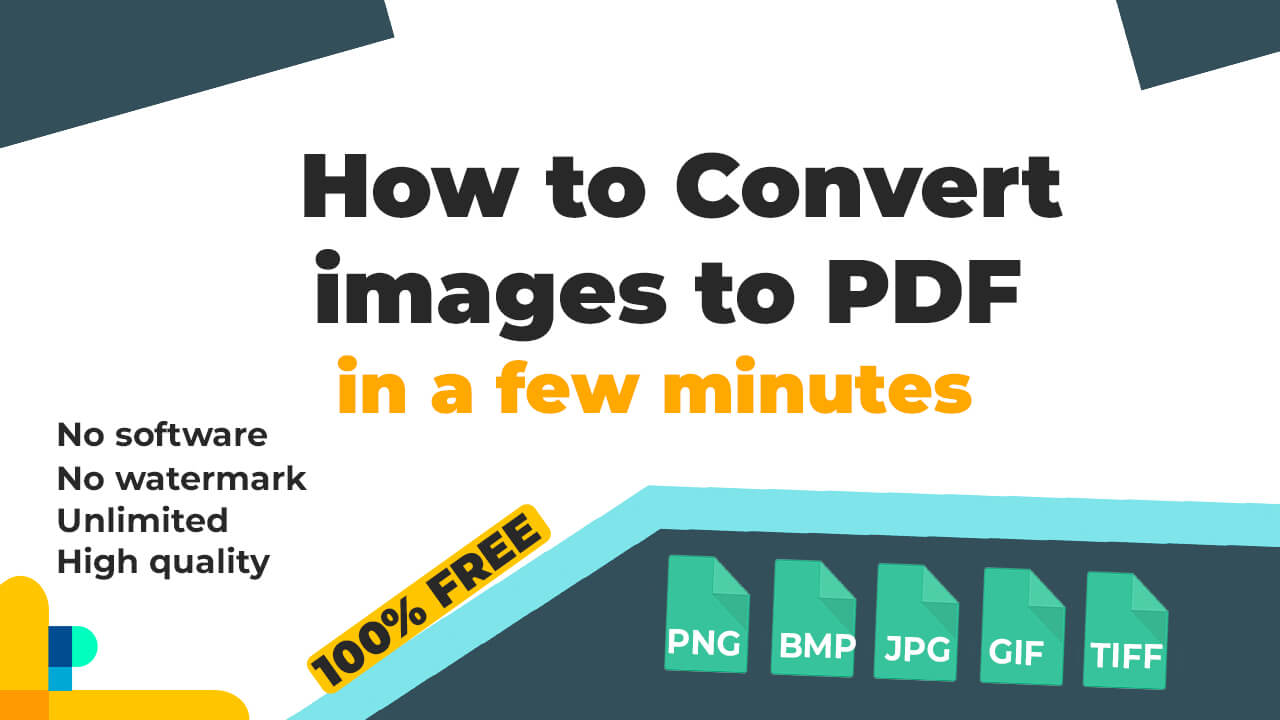 How to Convert
images to PDF
in a few minutes
No software
No watermark
Unlimited
High quality
100% FREE
PNG
BMP
JPG
GIF
TIFF